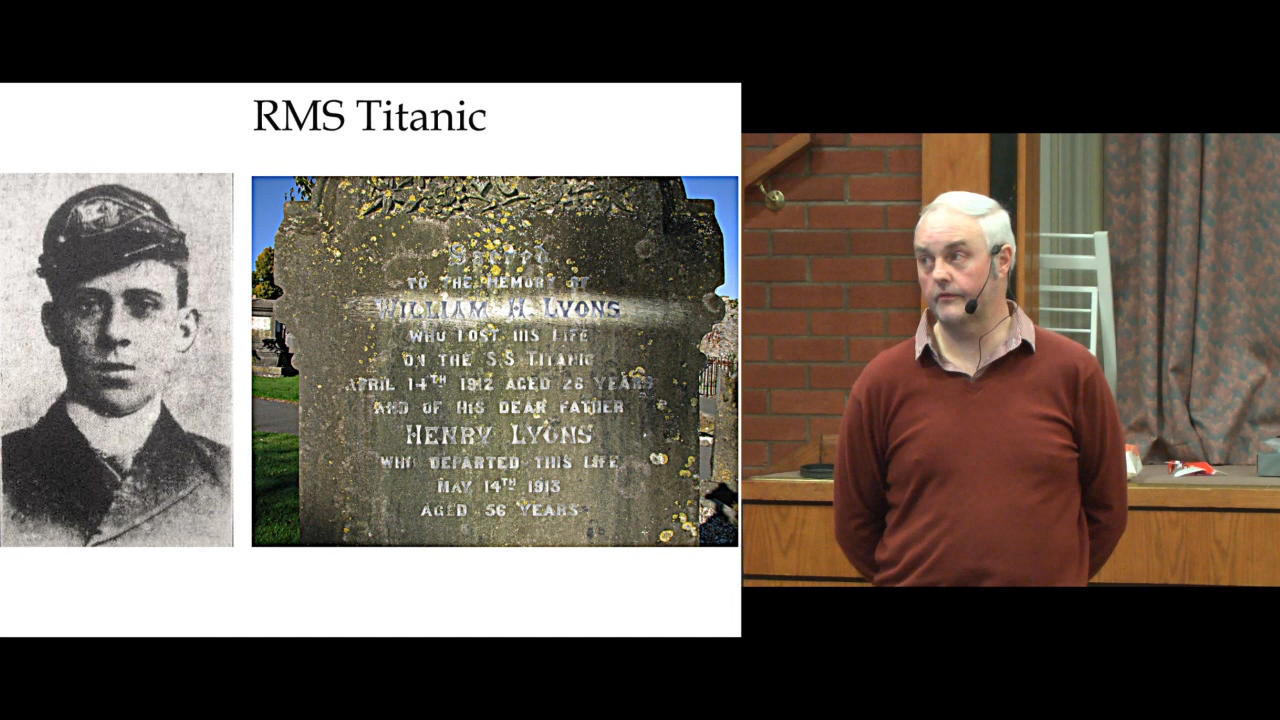 RMS Titanic
Sacred
TO THE MEMORY OF
WILLIAM H. LYONS
WHO LOST HIS LIFE
ON THE S.S. TITANIC
APRIL 14TH 1912 AGED 26 YEARS
AND OF HIS DEAR FATHER
HENRY LYONS
WHO DEPARTED THIS LIFE
MAY 14TH 1913
AGED 56 YEARS